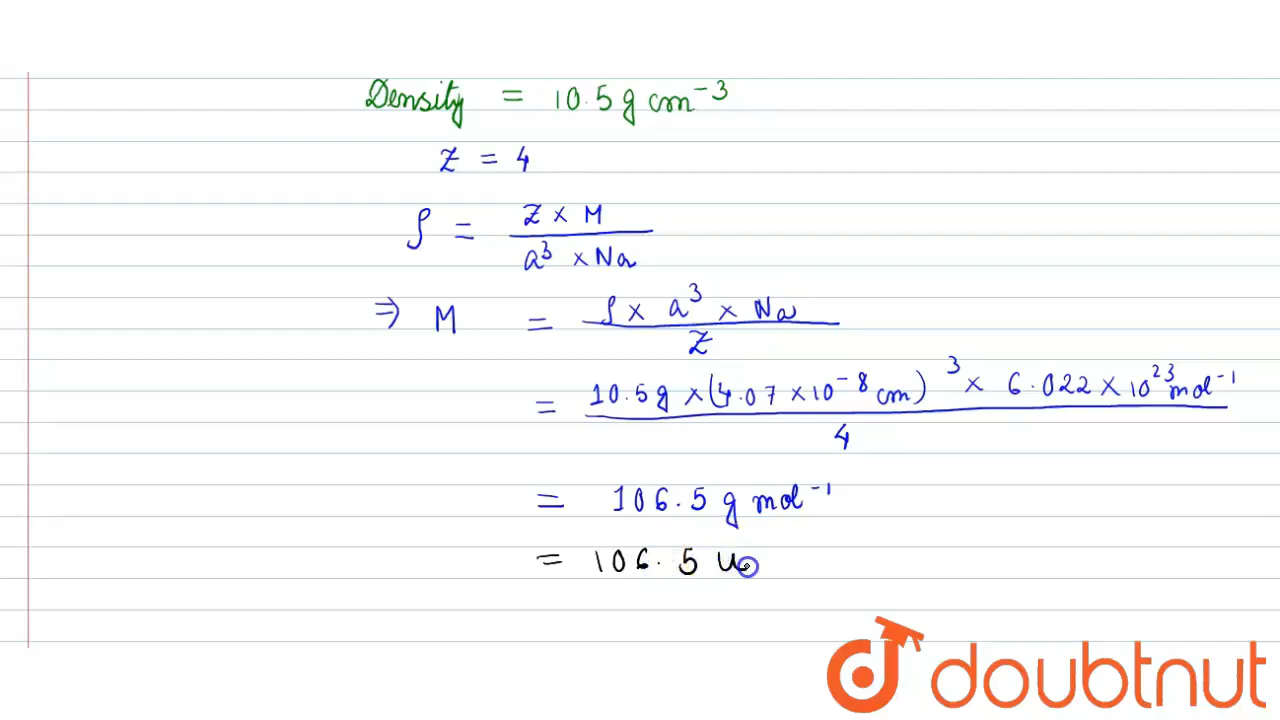 Density = 10.5 g cm⁻³
Z = 4
ρ = Z × M / a³ × Na
⇒ M = ρ × a³ × Na / Z
= 10.5 g × (4.07 × 10⁻⁸ cm)³ × 6.022 × 10²³ mol⁻¹ / 4
= 106.5 g mol⁻¹
= 106.5 u
doubtnut